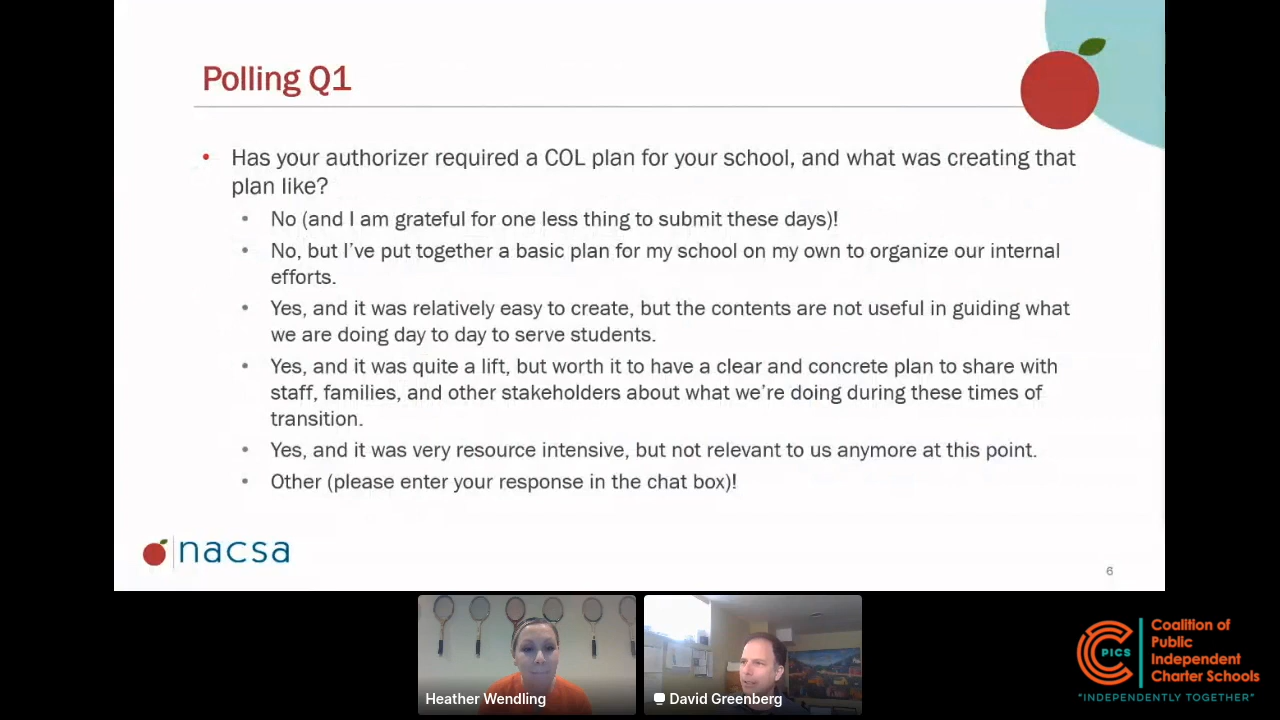 Polling Q1
• Has your authorizer required a COL plan for your school, and what was creating that
plan like?
• No (and I am grateful for one less thing to submit these days)!
• No, but I’ve put together a basic plan for my school on my own to organize our internal
efforts.
• Yes, and it was relatively easy to create, but the contents are not useful in guiding what
we are doing day to day to serve students.
• Yes, and it was quite a lift, but worth it to have a clear and concrete plan to share with
staff, families, and other stakeholders about what we’re doing during these times of
transition.
• Yes, and it was very resource intensive, but not relevant to us anymore at this point.
• Other (please enter your response in the chat box)!
nacsa
6
Heather Wendling
David Greenberg
PICS
Coalition of
Public
Independent
Charter Schools
"INDEPENDENTLY TOGETHER"